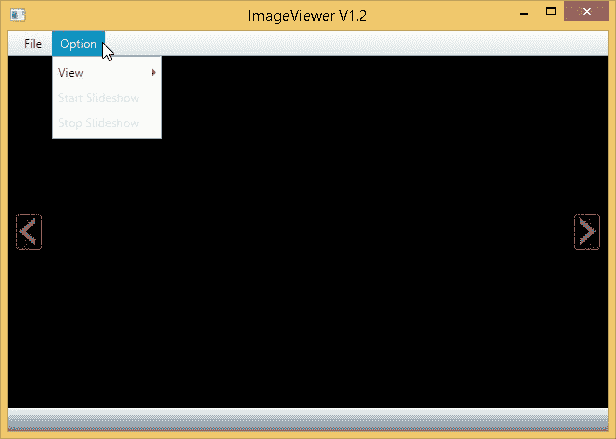 ImageViewer V1.2
File Option
View
Start Slideshow
Stop Slideshow